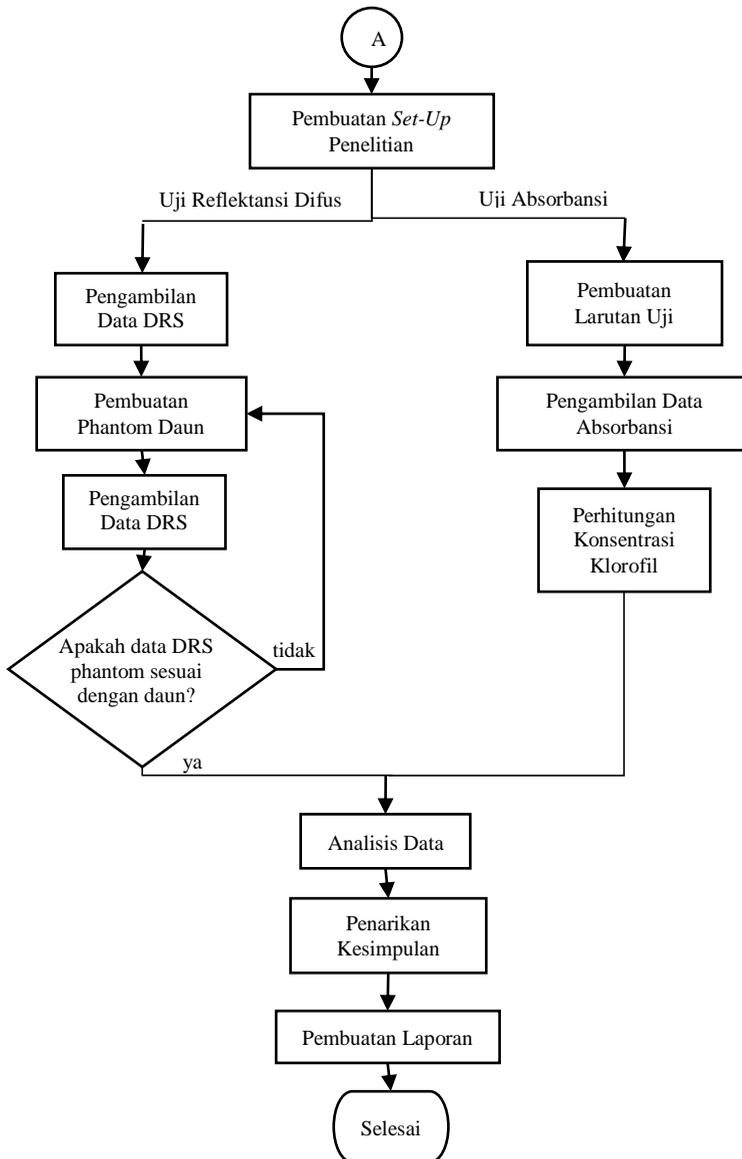 A
Pembuatan Set-Up
Penelitian
Uji Reflektansi Difus
Uji Absorbansi
Pengambilan
Data DRS
Pembuatan
Phantom Daun
Pengambilan
Data DRS
Apakah data DRS
phantom sesuai
dengan daun?
tidak
ya
Pembuatan
Larutan Uji
Pengambilan Data
Absorbansi
Perhitungan
Konsentrasi
Klorofil
Analisis Data
Penarikan
Kesimpulan
Pembuatan Laporan
Selesai